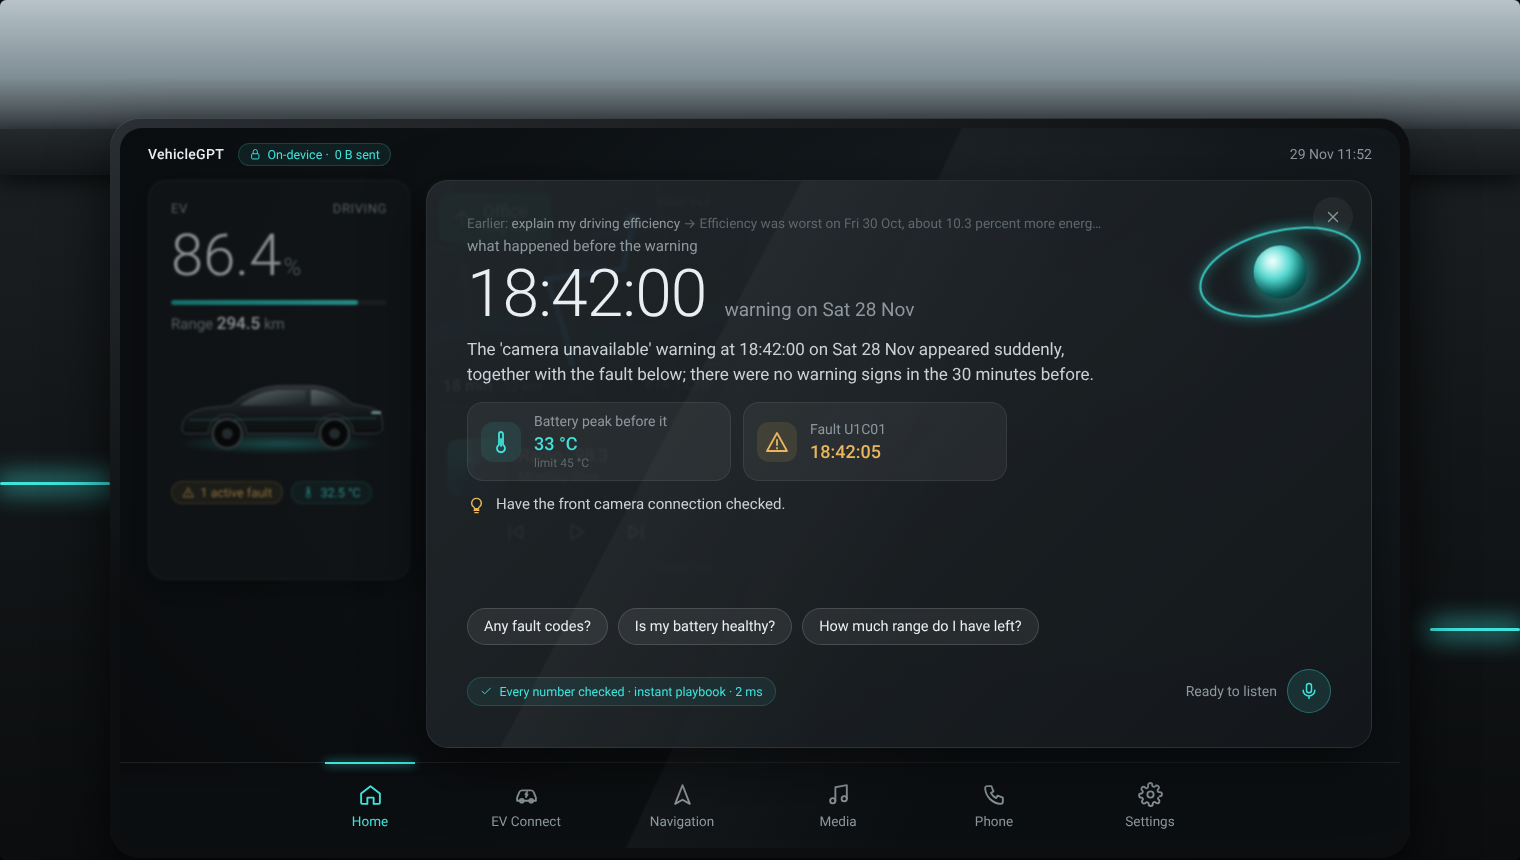 VehicleGPT
On-device · 0 B sent
29 Nov 11:52
EV
DRIVING
86.4%
Range 294.5 km
1 active fault
32.5 °C
Earlier: explain my driving efficiency → Efficiency was worst on Fri 30 Oct, about 10.3 percent more energ...
what happened before the warning
18:42:00 warning on Sat 28 Nov
The 'camera unavailable' warning at 18:42:00 on Sat 28 Nov appeared suddenly,
together with the fault below; there were no warning signs in the 30 minutes before.
Battery peak before it
33 °C
limit 45 °C
Fault U1C01
18:42:05
Have the front camera connection checked.
Any fault codes?
Is my battery healthy?
How much range do I have left?
Every number checked · instant playbook · 2 ms
Ready to listen
Home
EV Connect
Navigation
Media
Phone
Settings